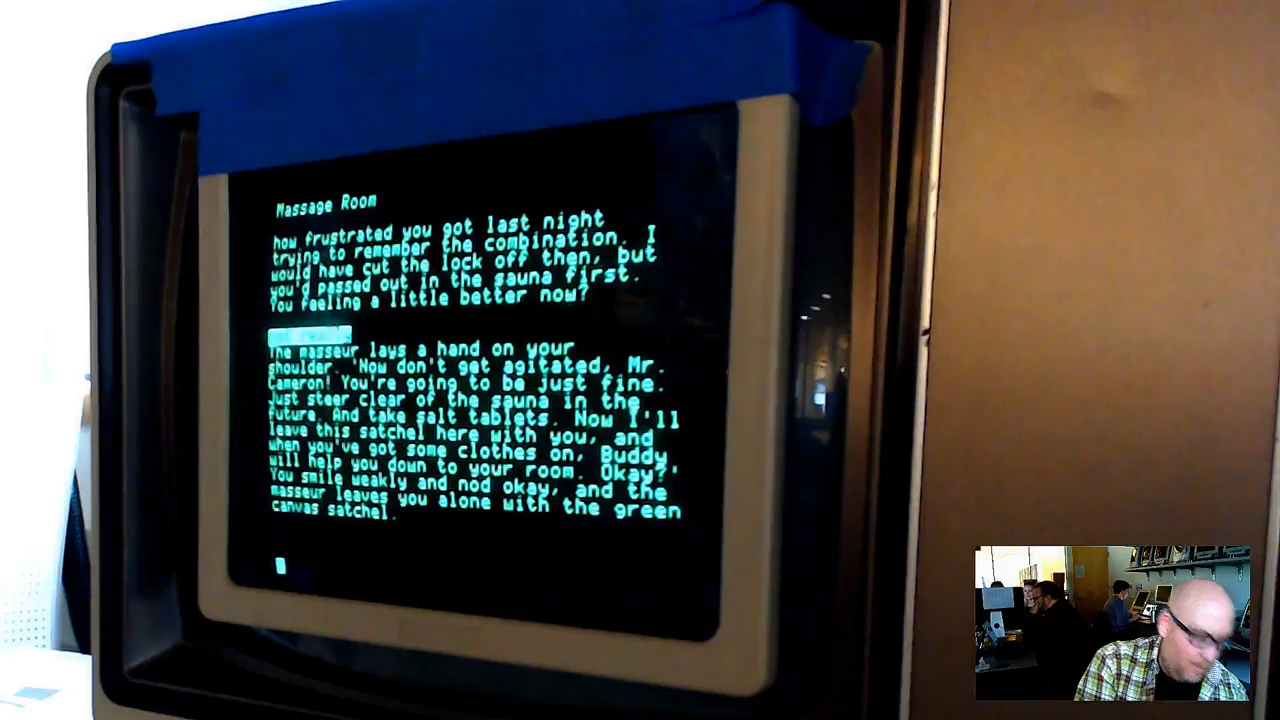 Massage Room
how frustrated you got last night
trying to remember the combination. I
would have cut the lock off then, but
you'd passed out in the sauna first.
You feeling a little better now?'
The masseur lays a hand on your
shoulder. 'Now don't get agitated, Mr.
Cameron! You're going to be just fine.
Just steer clear of the sauna in the
future. And take salt tablets. Now I'll
leave this satchel here with you, and
when you've got some clothes on, Buddy
will help you down to your room. Okay?'
You smile weakly and nod okay, and the
masseur leaves you alone with the green
canvas satchel.